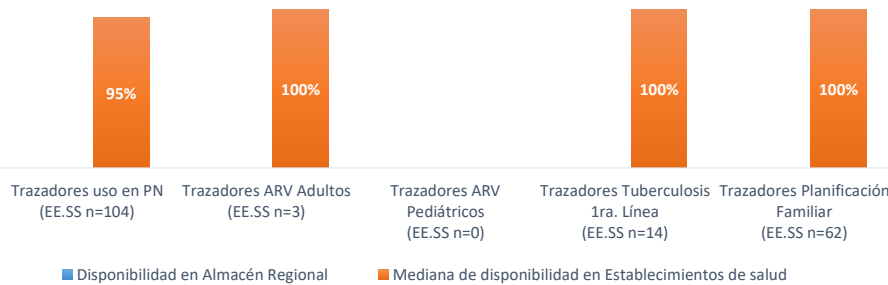 95%
100%
100%
100%
Trazadores uso en PN
(EE.SS n=104)
Trazadores ARV Adultos
(EE.SS n=3)
Trazadores ARV
Pediátricos
(EE.SS n=0)
Trazadores Tuberculosis
1ra. Línea
(EE.SS n=14)
Trazadores Planificación
Familiar
(EE.SS n=62)
Disponibilidad en Almacén Regional
Mediana de disponibilidad en Establecimientos de salud